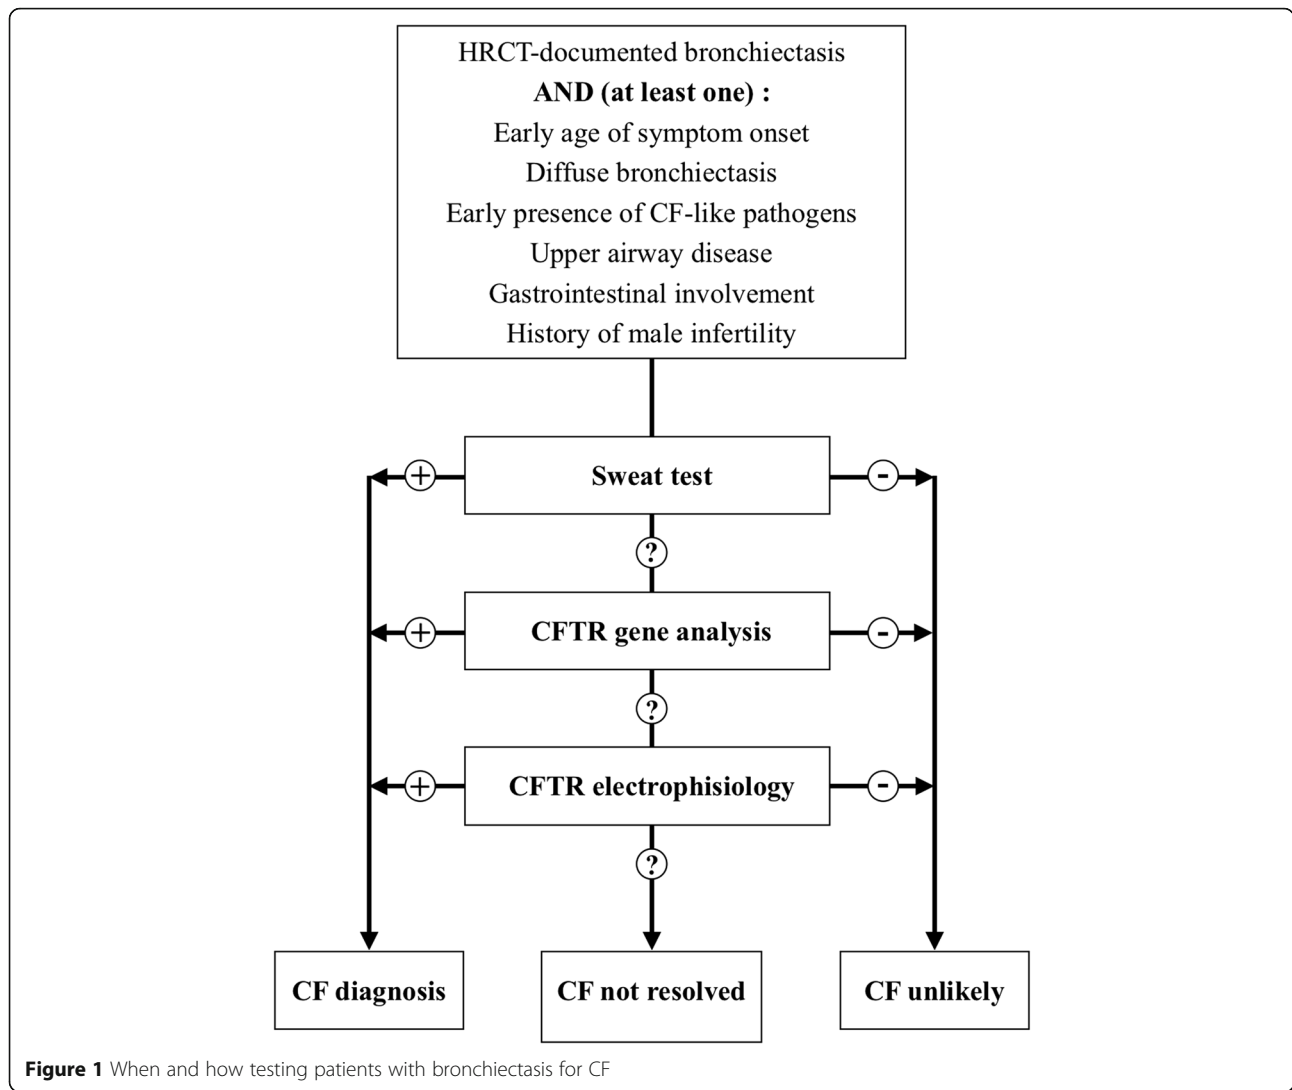 HRCT-documented bronchiectasis
AND (at least one) :
Early age of symptom onset
Diffuse bronchiectasis
Early presence of CF-like pathogens
Upper airway disease
Gastrointestinal involvement
History of male infertility
+ Sweat test -
?
+ CFTR gene analysis -
?
+ CFTR electrophisiology -
?
CF diagnosis CF not resolved CF unlikely
Figure 1 When and how testing patients with bronchiectasis for CF